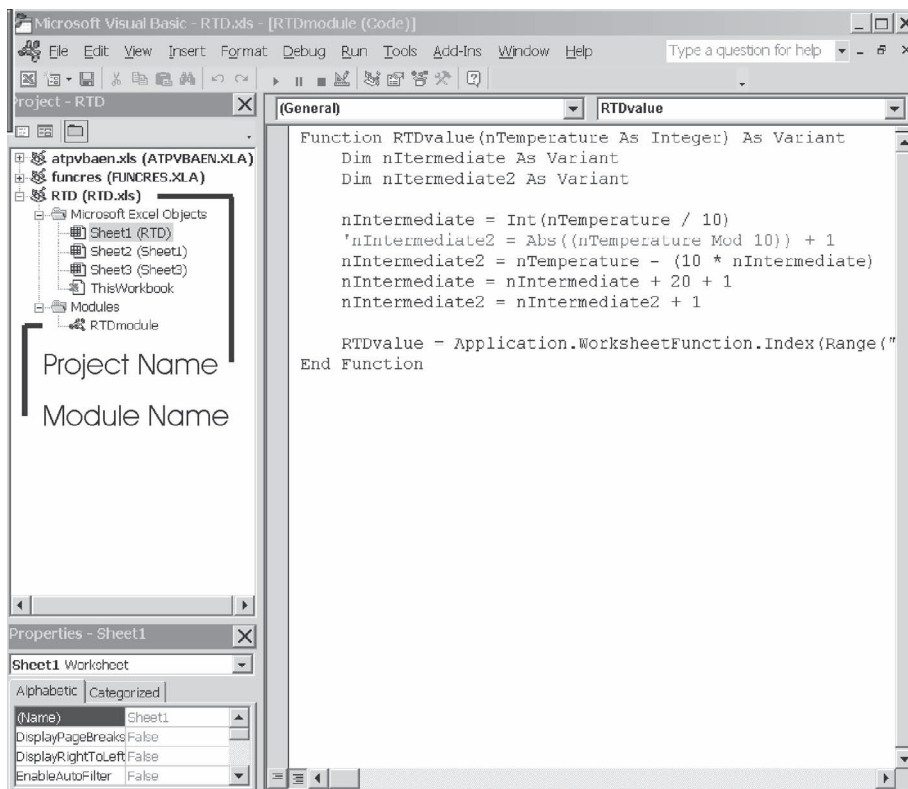 Microsoft Visual Basic - RTD.xls - [RTDmodule (Code)]
File Edit View Insert Format Debug Run Tools Add-Ins Window Help Type a question for help
Project - RTD
(General) RTDvalue
atpvbaen.xls (ATPVBAEN.XLA)
funcres (FUNCRES.XLA)
RTD (RTD.xls)
Microsoft Excel Objects
Sheet1 (RTD)
Sheet2 (Sheet1)
Sheet3 (Sheet3)
ThisWorkbook
Modules
RTDmodule
Project Name
Module Name
Function RTDvalue(nTemperature As Integer) As Variant
Dim nItermediate As Variant
Dim nItermediate2 As Variant
nIntermediate = Int(nTemperature / 10)
'nIntermediate2 = Abs((nTemperature Mod 10)) + 1
nIntermediate2 = nTemperature - (10 * nIntermediate)
nIntermediate = nIntermediate + 20 + 1
nIntermediate2 = nIntermediate2 + 1
RTDvalue = Application.WorksheetFunction.Index(Range("
End Function
Properties - Sheet1
Sheet1 Worksheet
Alphabetic Categorized
(Name) Sheet1
DisplayPageBreaks False
DisplayRightToLeft False
EnableAutoFilter False